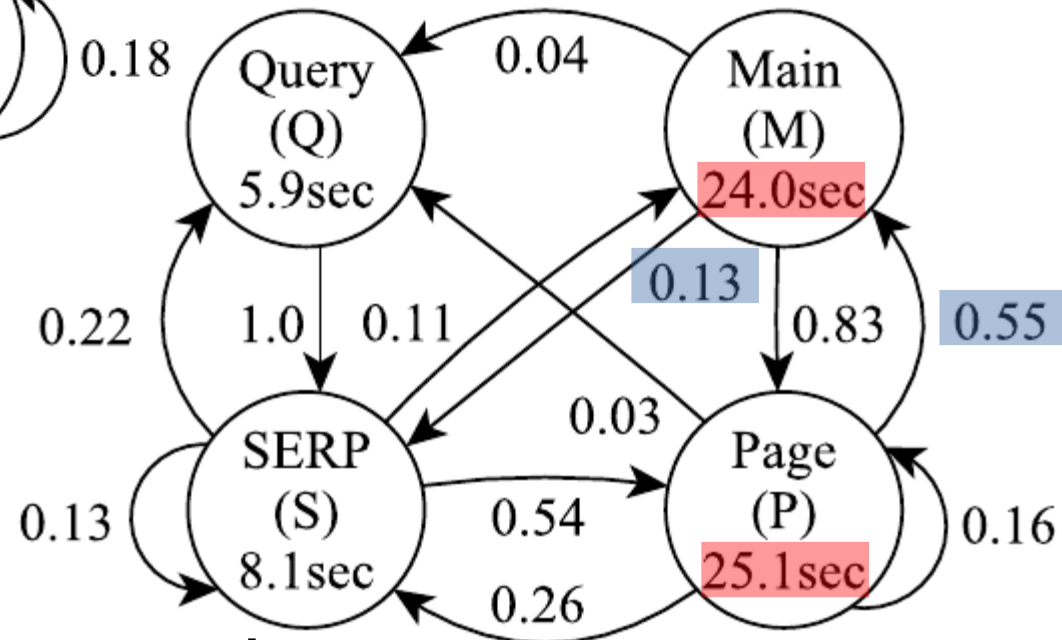 0.18
Query
(Q)
5.9sec
0.04
Main
(M)
24.0sec
0.22
1.0
0.11
0.13
0.83
0.55
0.03
SERP
(S)
8.1sec
0.13
0.54
0.26
Page
(P)
25.1sec
0.16